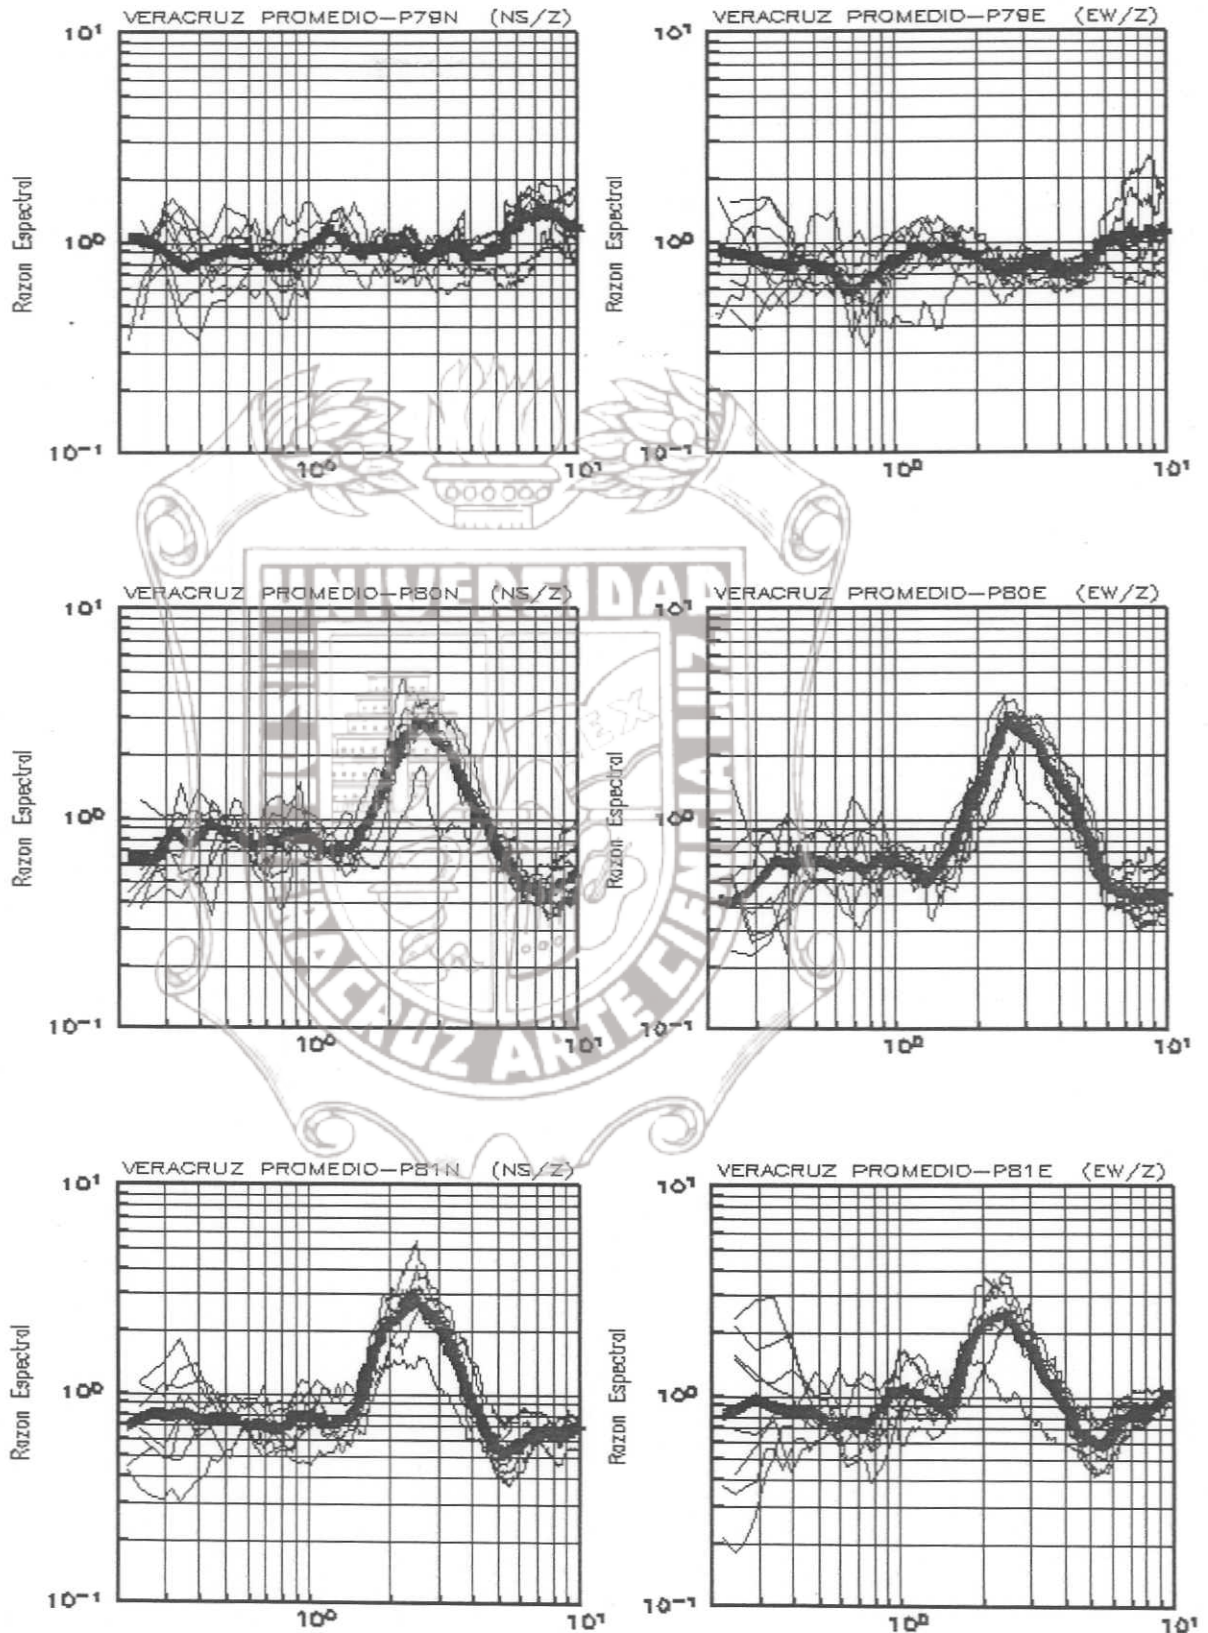 VERACRUZ PROMEDIO-P79N (NS/Z)
VERACRUZ PROMEDIO-P79E (EW/Z)
10¹
10¹
Razon Espectral
Razon Espectral
10⁰
10⁰
10⁻¹
10⁻¹
10⁰
10¹
10⁰
10¹
UNIVERSIDAD
VERACRUZ PROMEDIO-P80N (NS/Z)
VERACRUZ PROMEDIO-P80E (EW/Z)
10¹
10¹
MEX
Razon Espectral
Razon Espectral
10⁰
10⁰
10⁻¹
10⁻¹
10⁰
10¹
10⁰
10¹
VERACRUZ ARTE CIENCIA
VERACRUZ PROMEDIO-P81N (NS/Z)
VERACRUZ PROMEDIO-P81E (EW/Z)
10¹
10¹
Razon Espectral
Razon Espectral
10⁰
10⁰
10⁻¹
10⁻¹
10⁰
10¹
10⁰
10¹